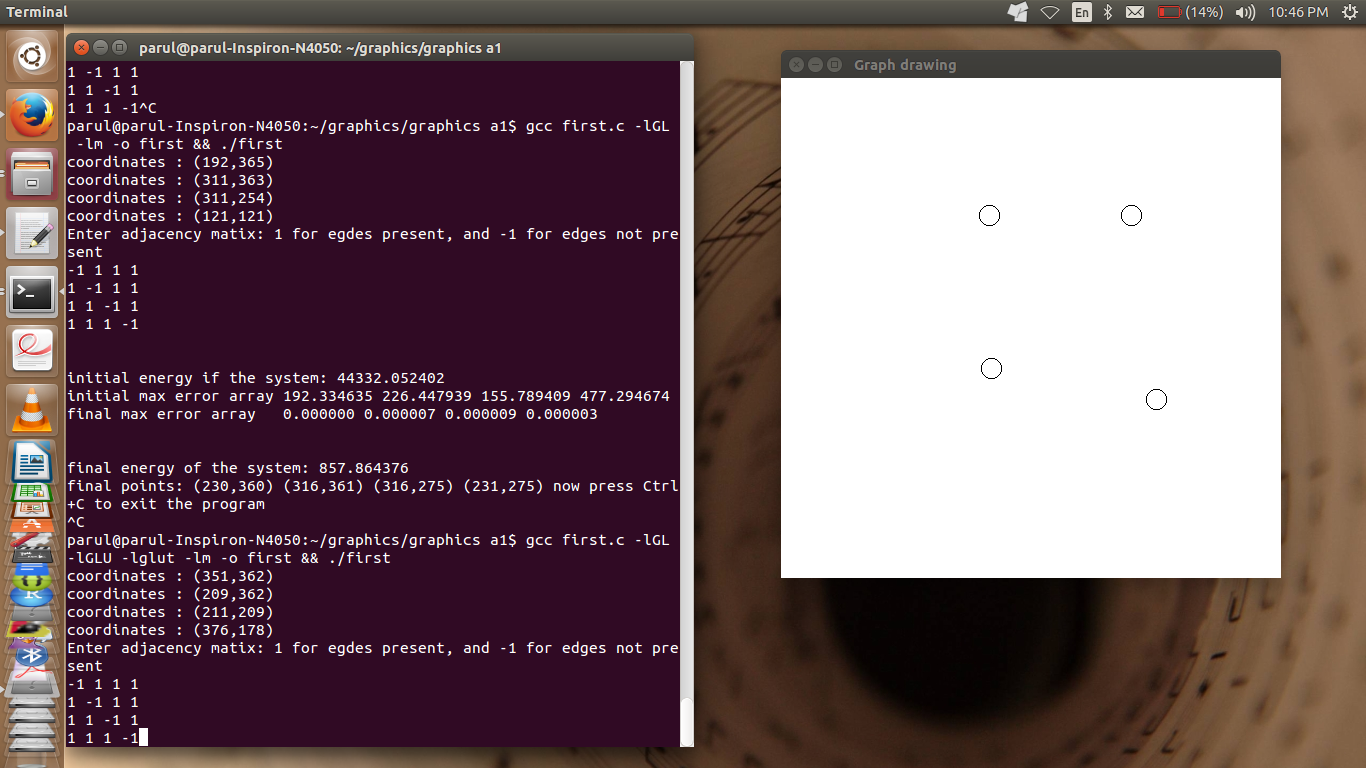 Terminal
En (14%) 10:46 PM
parul@parul-Inspiron-N4050: ~/graphics/graphics a1
1 -1 1 1
1 1 -1 1
1 1 1 -1^C
parul@parul-Inspiron-N4050:~/graphics/graphics a1$ gcc first.c -lGL
-lm -o first && ./first
coordinates : (192,365)
coordinates : (311,363)
coordinates : (311,254)
coordinates : (121,121)
Enter adjacency matix: 1 for egdes present, and -1 for edges not pre
sent
-1 1 1 1
1 -1 1 1
1 1 -1 1
1 1 1 -1
initial energy if the system: 44332.052402
initial max error array 192.334635 226.447939 155.789409 477.294674
final max error array   0.000000 0.000007 0.000009 0.000003
final energy of the system: 857.864376
final points: (230,360) (316,361) (316,275) (231,275) now press Ctrl
+C to exit the program
^C
parul@parul-Inspiron-N4050:~/graphics/graphics a1$ gcc first.c -lGL
-lGLU -lglut -lm -o first && ./first
coordinates : (351,362)
coordinates : (209,362)
coordinates : (211,209)
coordinates : (376,178)
Enter adjacency matix: 1 for egdes present, and -1 for edges not pre
sent
-1 1 1 1
1 -1 1 1
1 1 -1 1
1 1 1 -1
Graph drawing